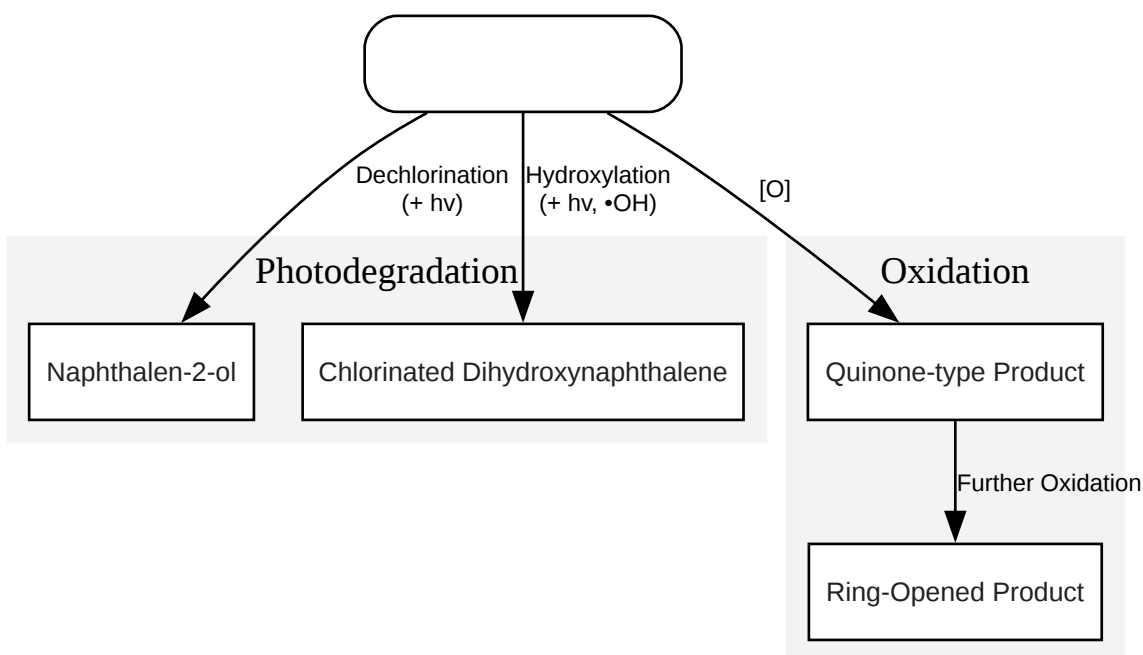 Dechlorination
(+ hv)
Hydroxylation
(+ hv, •OH)
[O]
Photodegradation
Oxidation
Naphthalen-2-ol
Chlorinated Dihydroxynaphthalene
Quinone-type Product
Further Oxidation
Ring-Opened Product